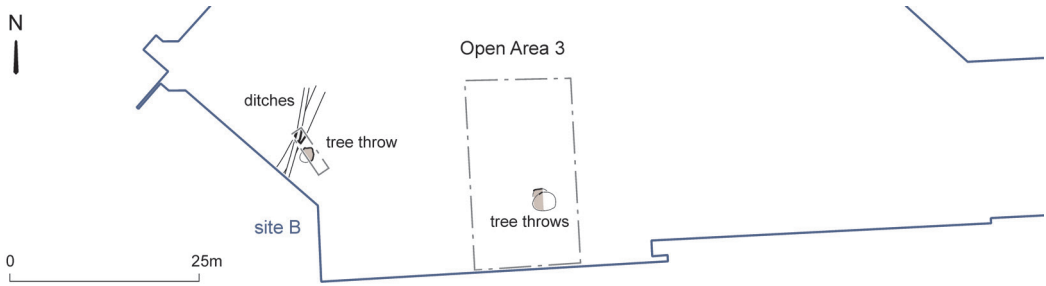 N
Open Area 3
ditches
tree throw
tree throws
site B
0 25m